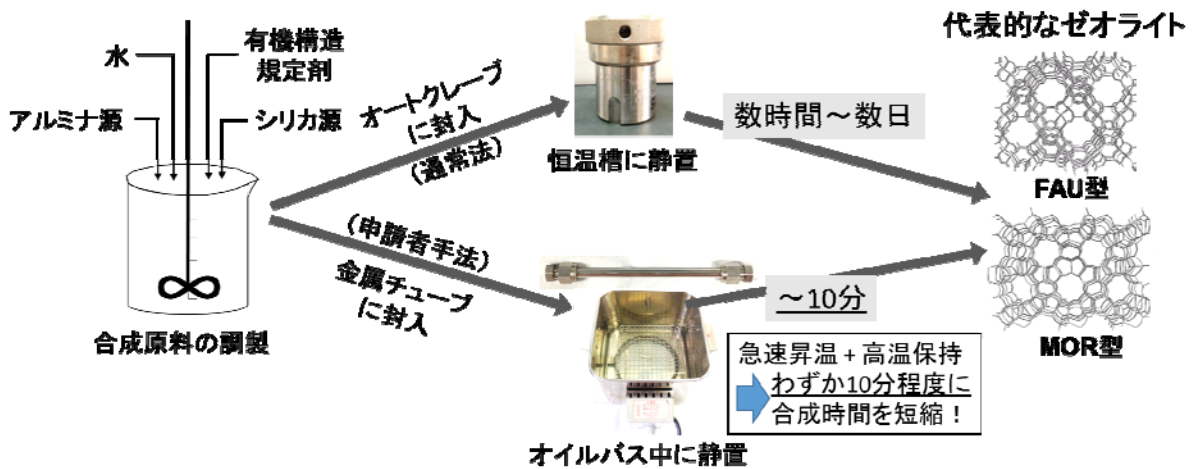 代表的なゼオライト
水
有機構造
規定剤
アルミナ源
シリカ源
合成原料の調製
オートクレーブ
に封入
(通常法)
恒温槽に静置
数時間～数日
FAU型
(申請者手法)
金属チューブ
に封入
～10分
オイルバス中に静置
急速昇温 + 高温保持
わずか10分程度に
合成時間を短縮！
MOR型